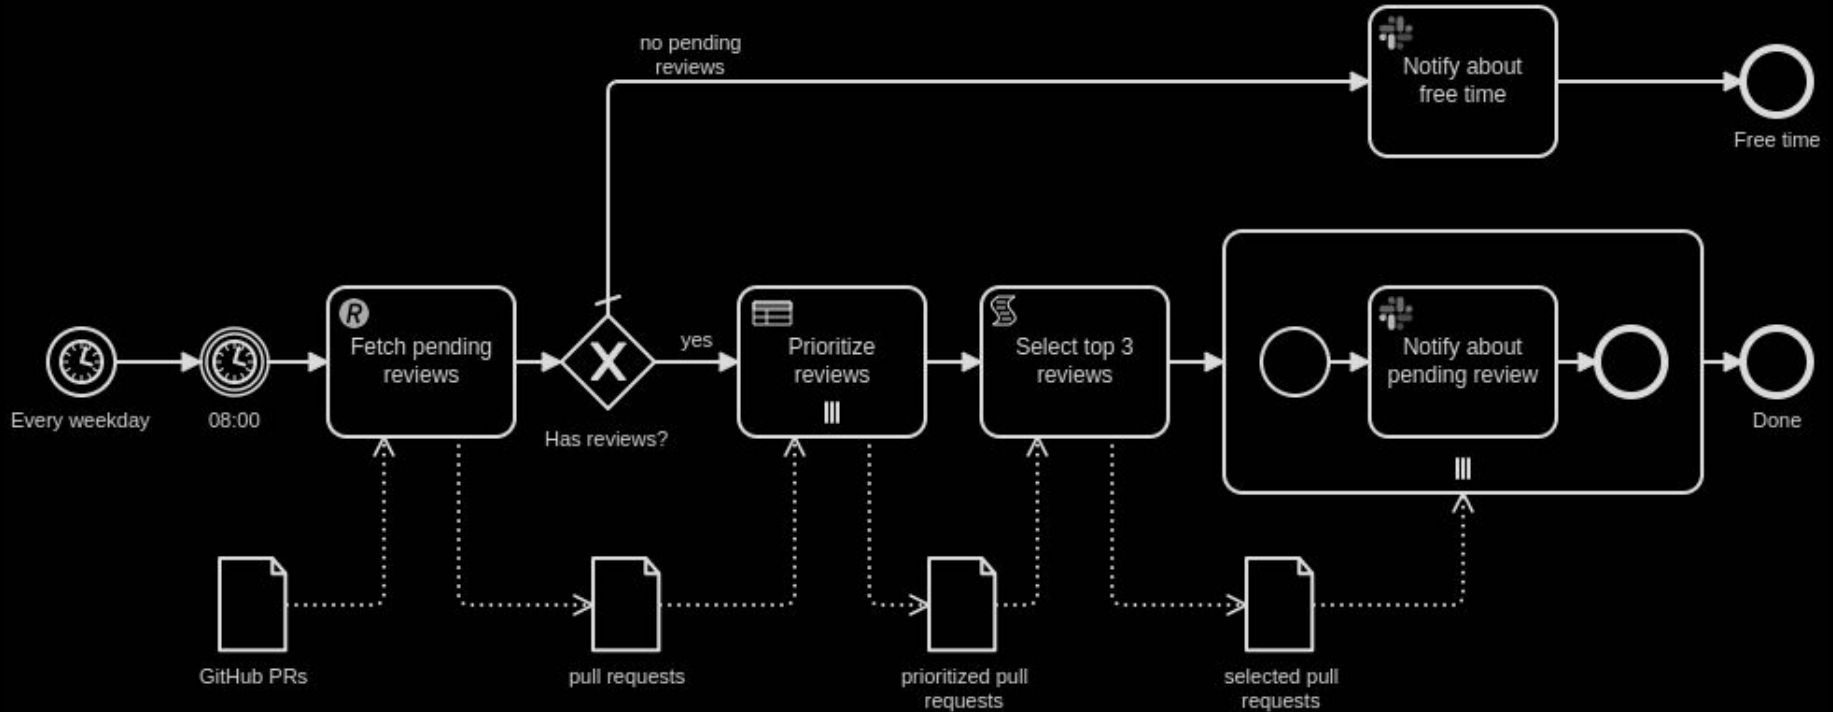 no pending
reviews
Notify about
free time
Free time
Every weekday
08:00
R
Fetch pending
reviews
X
Has reviews?
yes
Prioritize
reviews
Select top 3
reviews
Notify about
pending review
Done
GitHub PRs
pull requests
prioritized pull
requests
selected pull
requests